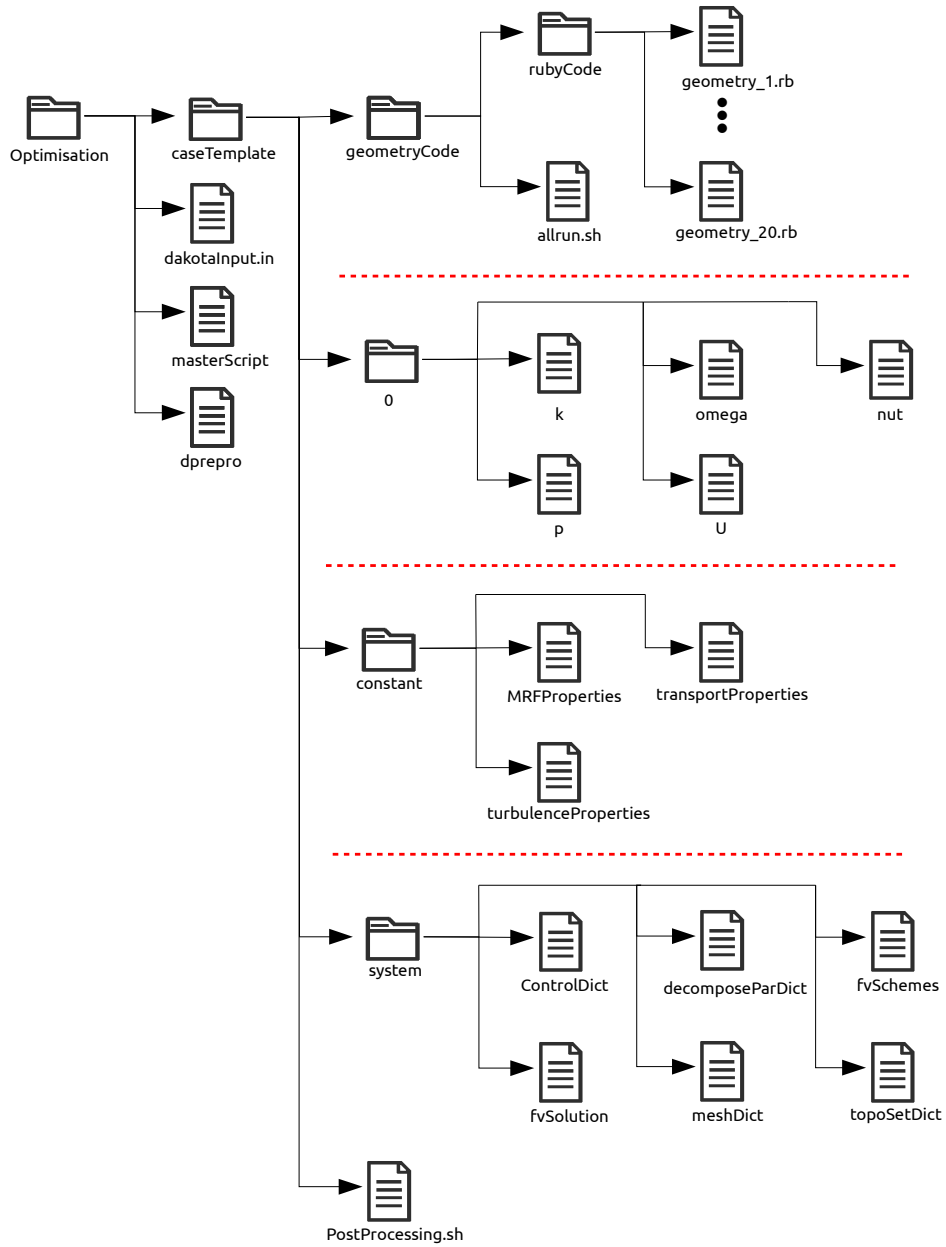 rubyCode
geometry_1.rb
Optimisation
caseTemplate
geometryCode
allrun.sh
geometry_20.rb
dakotaInput.in
masterScript
dprepro
0
k
omega
nut
p
U
constant
MRFProperties
transportProperties
turbulenceProperties
system
ControlDict
decomposeParDict
fvSchemes
fvSolution
meshDict
topoSetDict
PostProcessing.sh